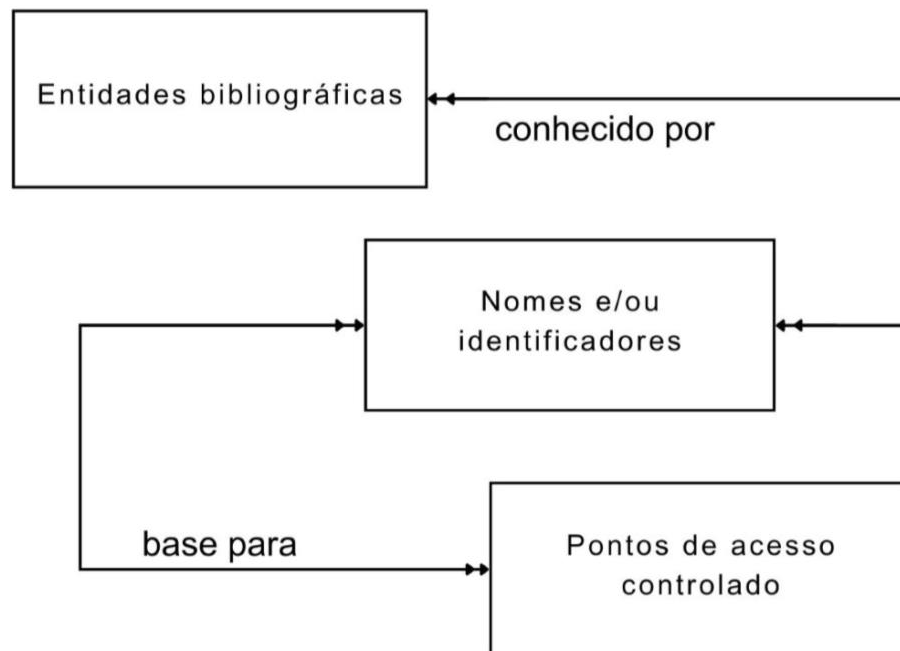 Entidades bibliográficas
conhecido por
Nomes e/ou
identificadores
base para
Pontos de acesso
controlado